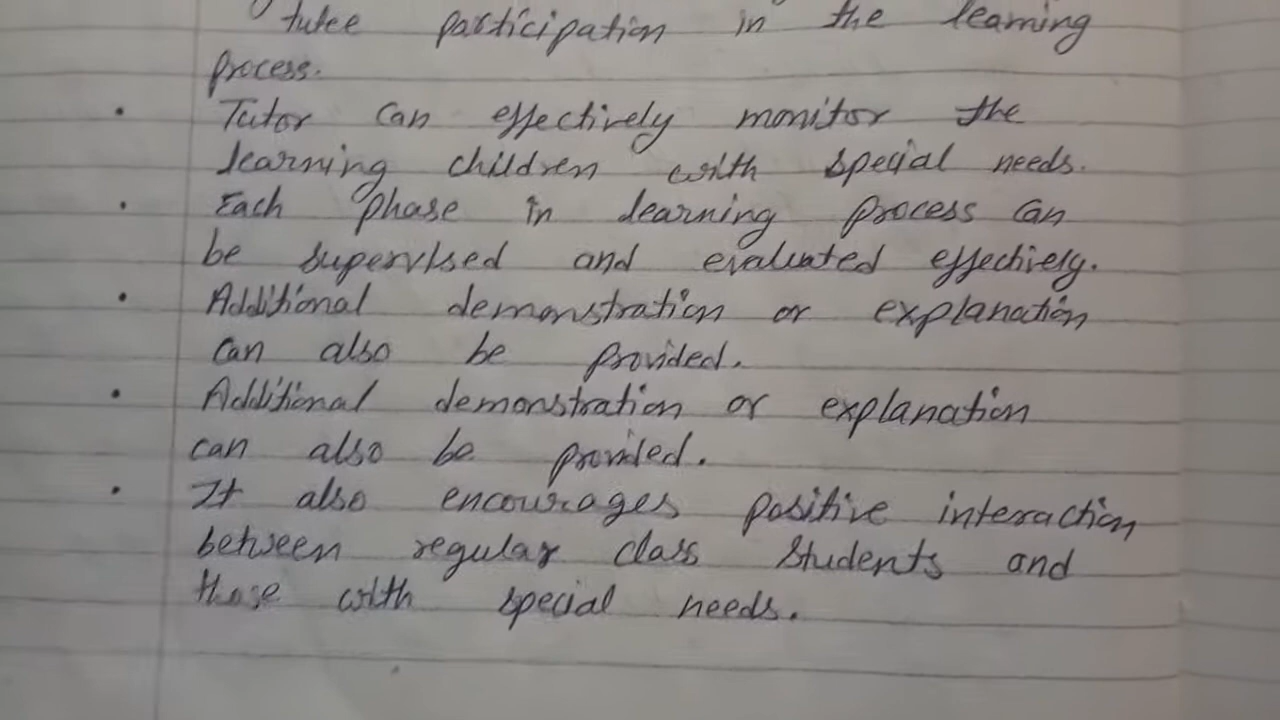 tutee participation in the learning
process.
• Tutor can effectively monitor the
learning children with special needs.
• Each phase in learning process can
be supervised and evaluated effectively.
• Additional demonstration or explanation
can also be provided.
• Additional demonstration or explanation
can also be provided.
• It also encourages positive interaction
between regular class students and
those with special needs.